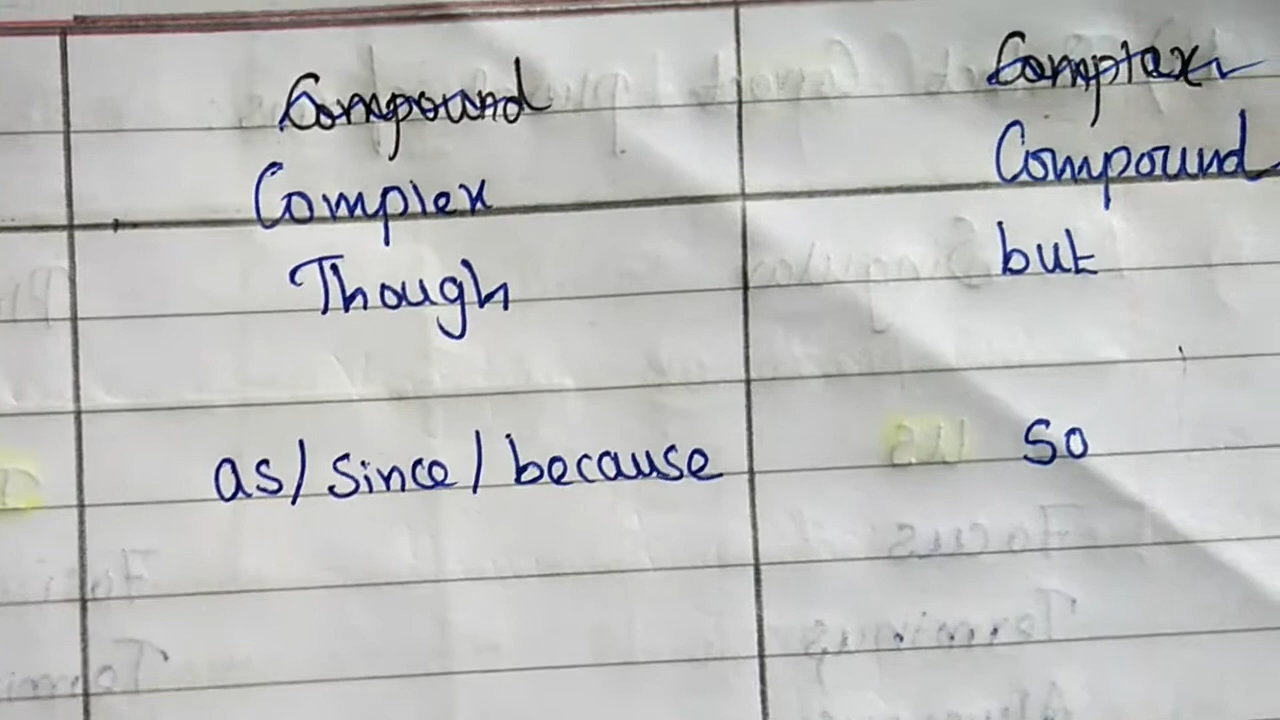 Compound Complex
Complex Compound
Though but
as/since/because So